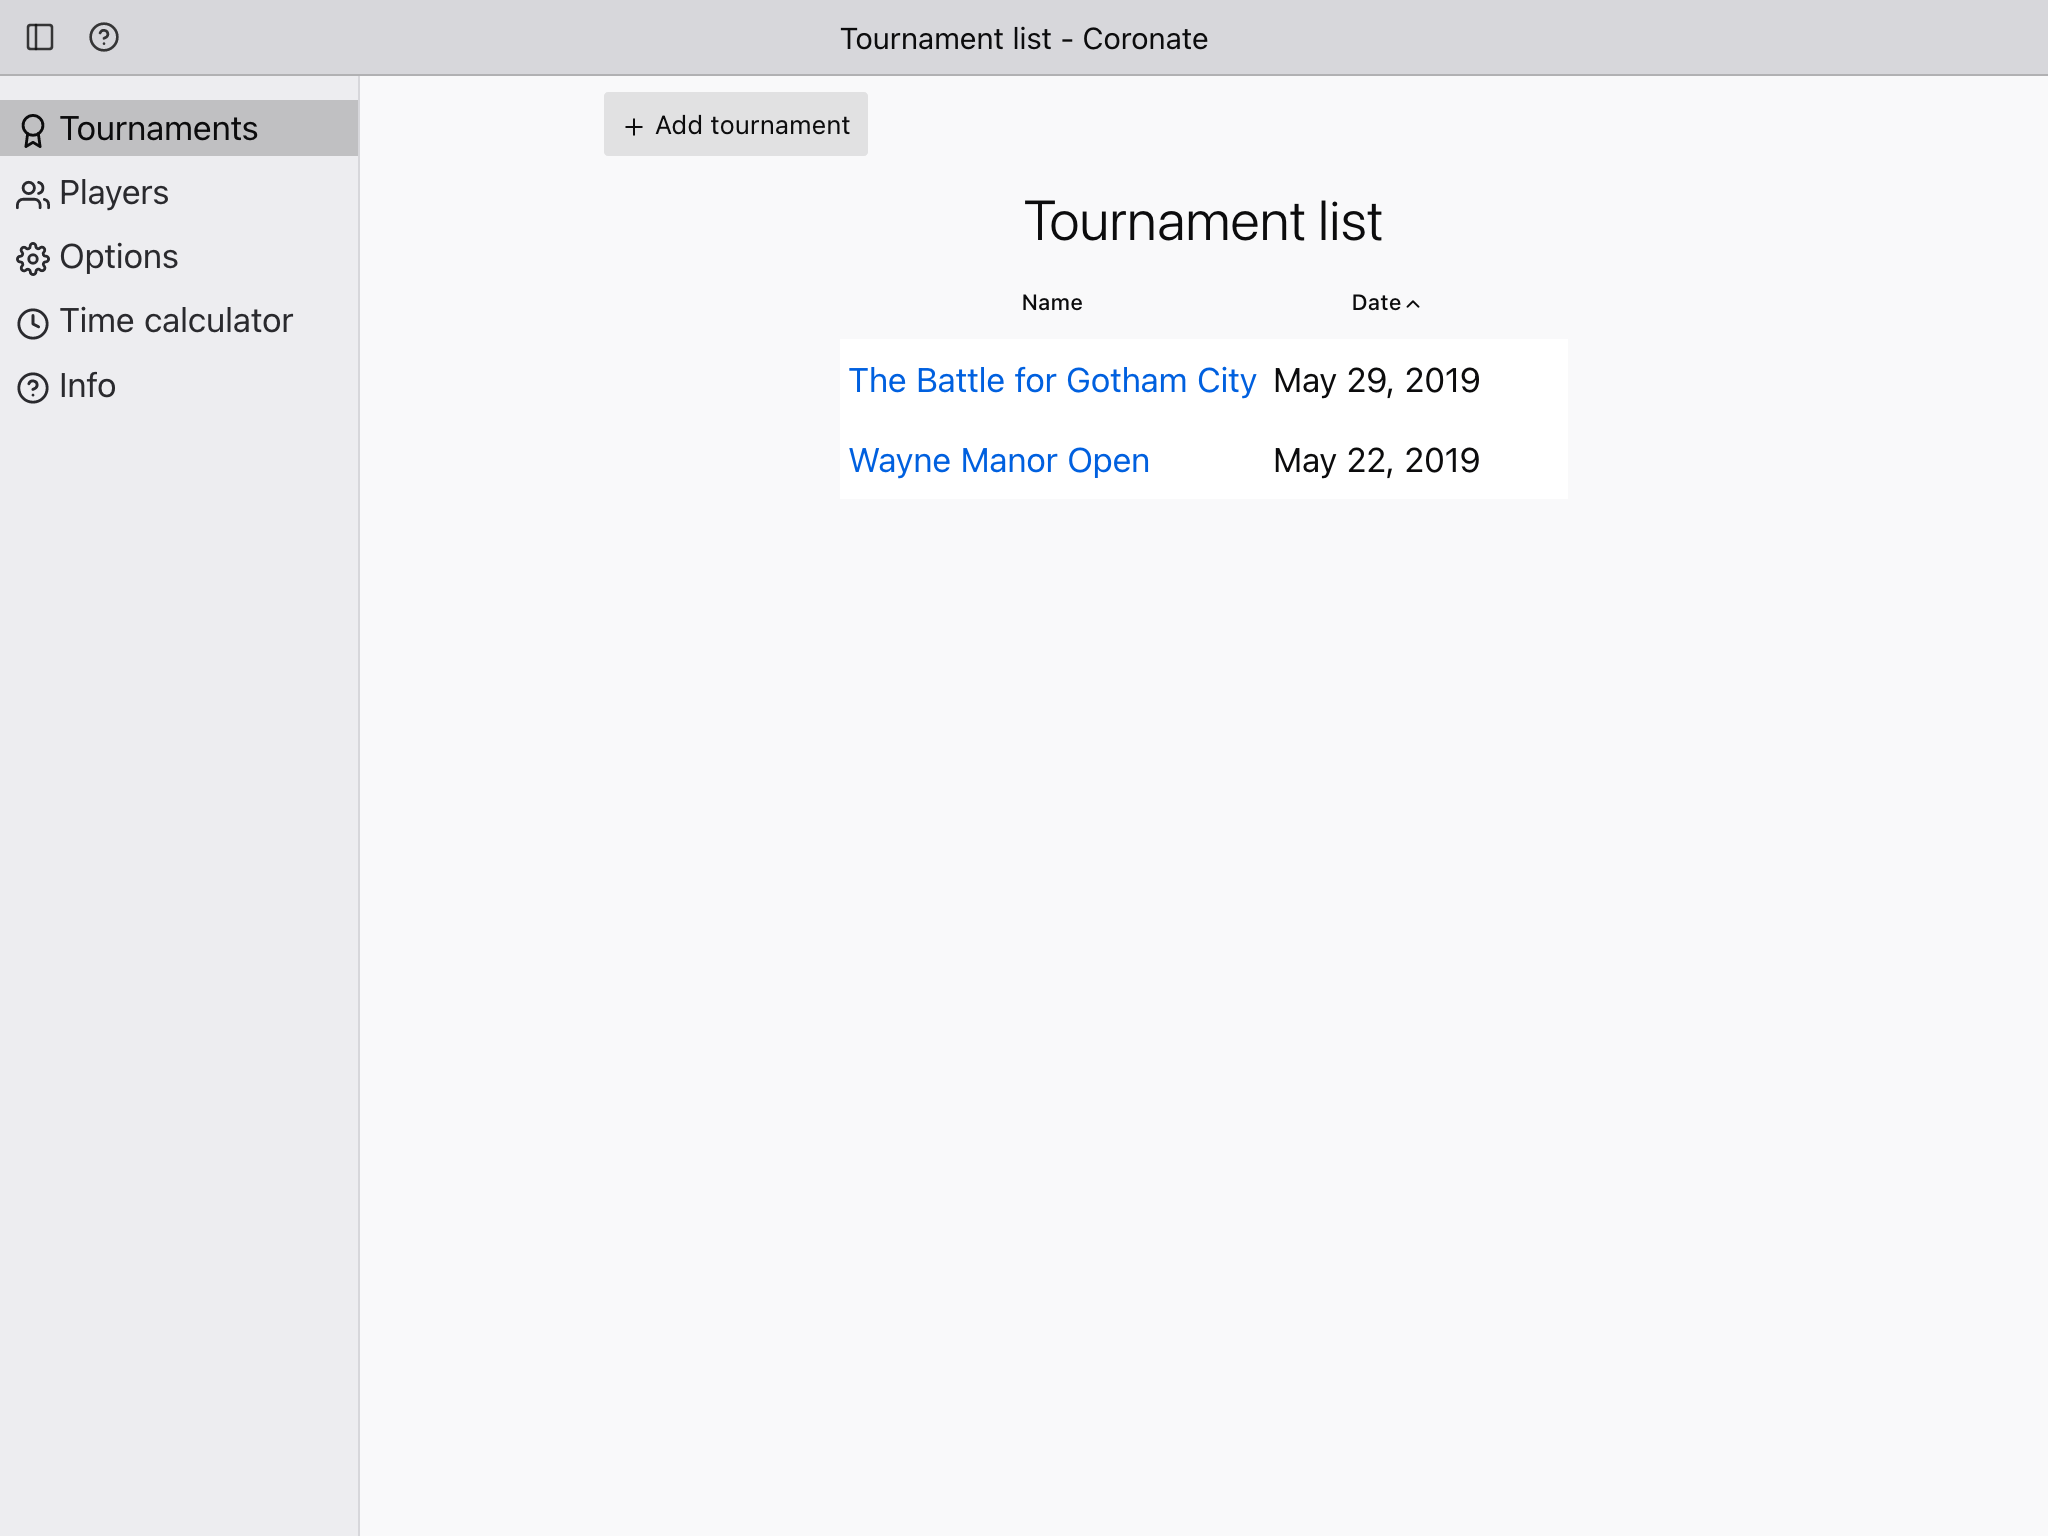 Tournament list - Coronate
Tournaments
Players
Options
Time calculator
Info
Add tournament
Tournament list
Name Date
The Battle for Gotham City May 29, 2019
Wayne Manor Open May 22, 2019